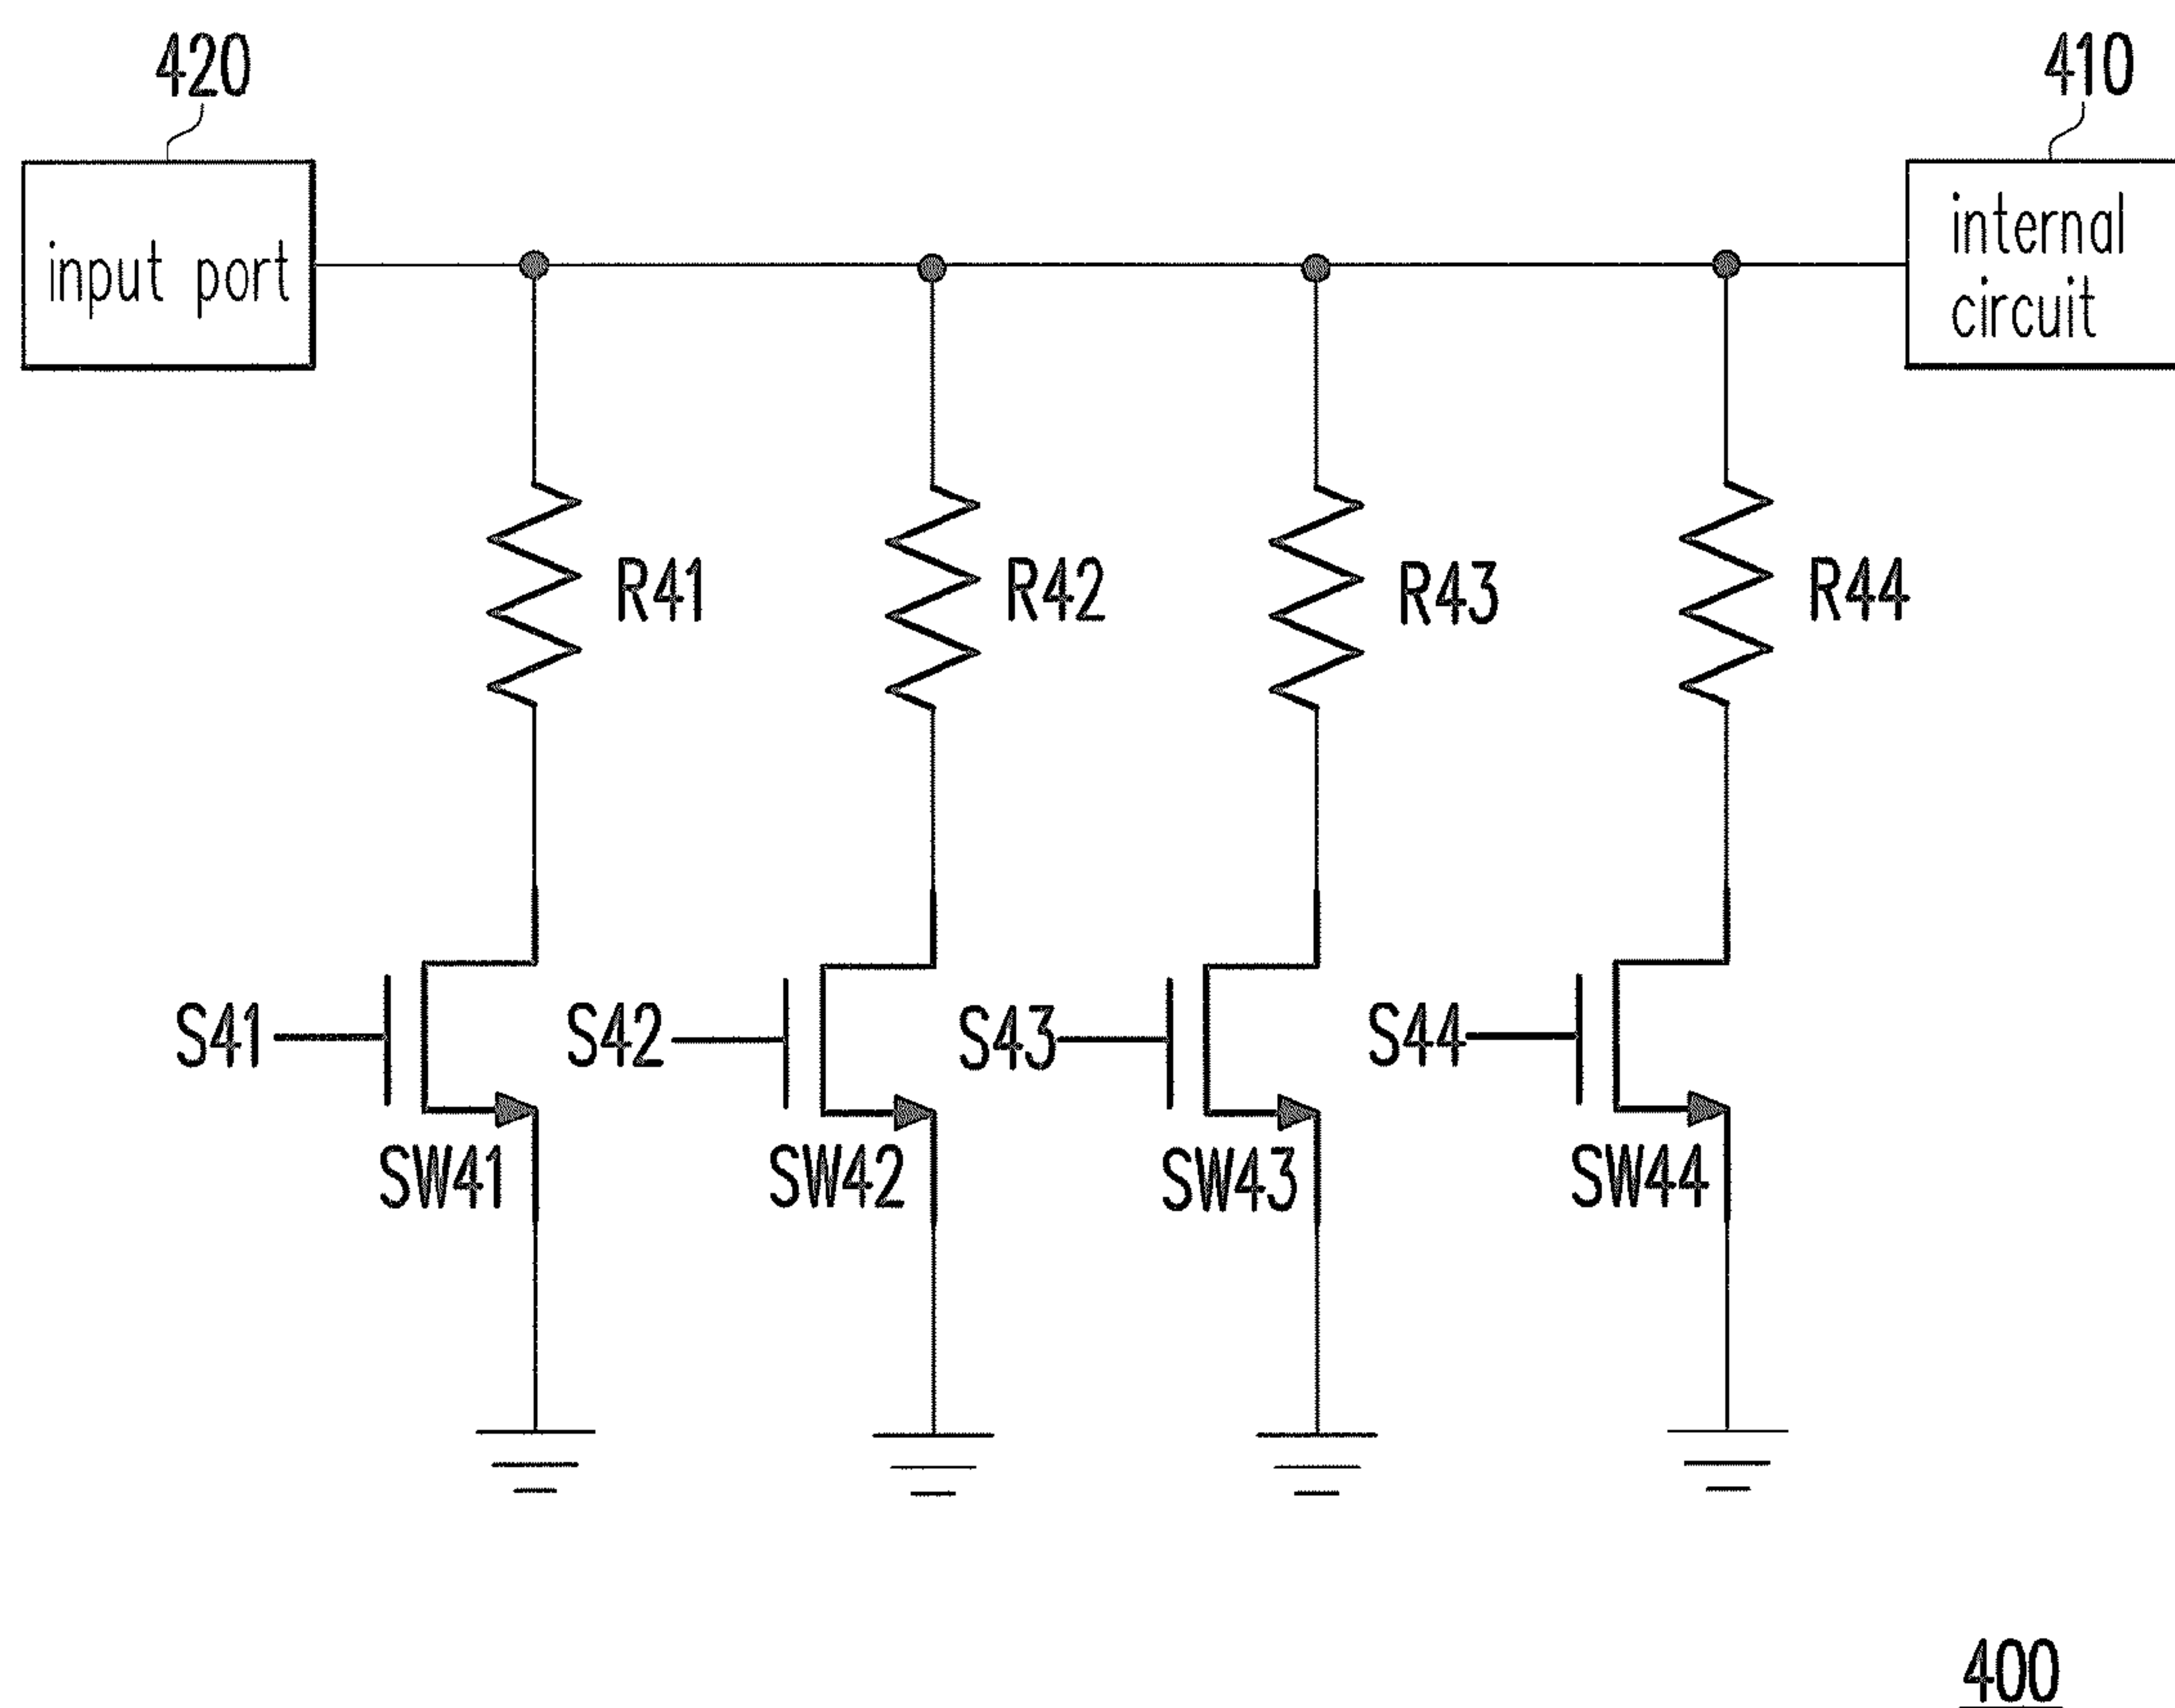 420
410
input port
internal
circuit
R41
R42
R43
R44
S41
S42
S43
S44
SW41
SW42
SW43
SW44
400